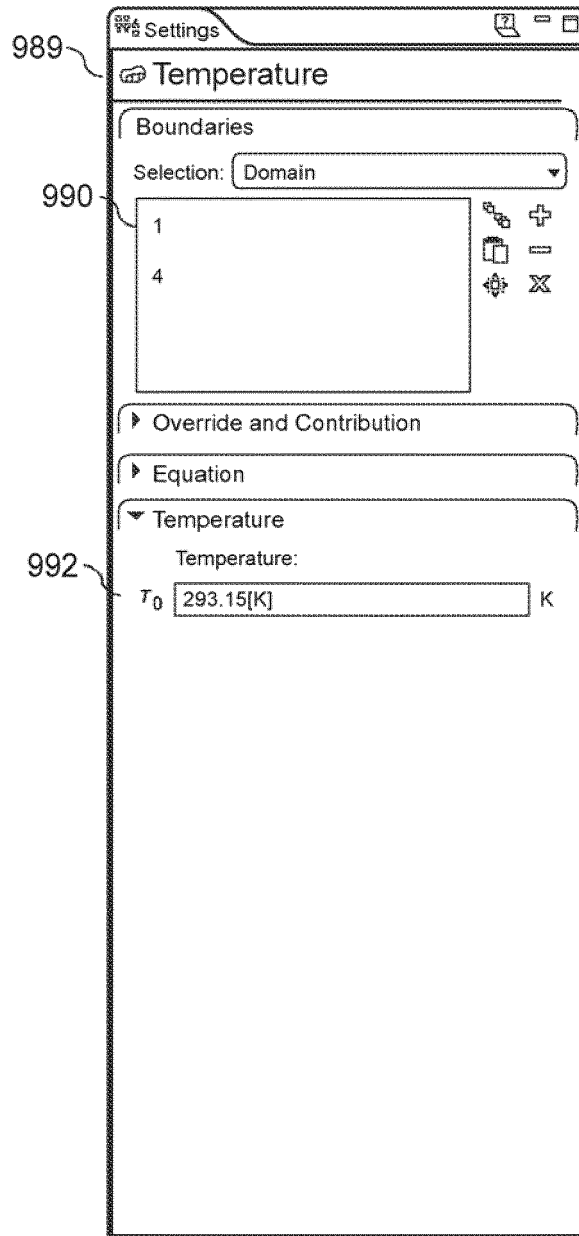 Settings
989
Temperature
Boundaries
Selection: Domain
990
1
4
Override and Contribution
Equation
Temperature
Temperature:
992
T0 293.15[K] K